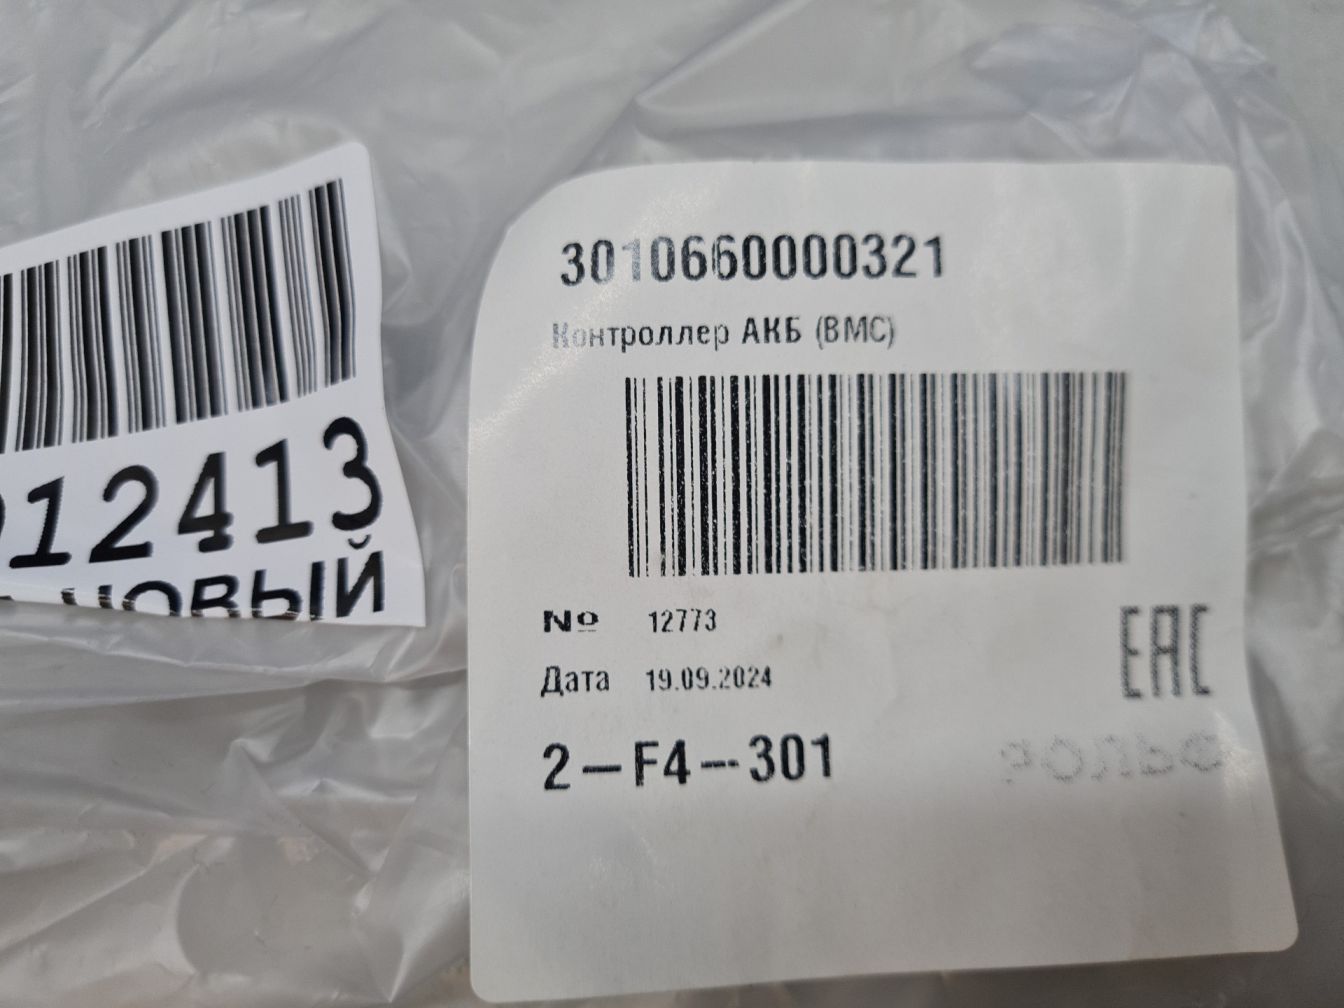 12413
НОВЫЙ
3010660000321
Контроллер АКБ (BMC)
№ 12773
Дата 19.09.2024
EAC
2-F4-301
РОЛЬФ